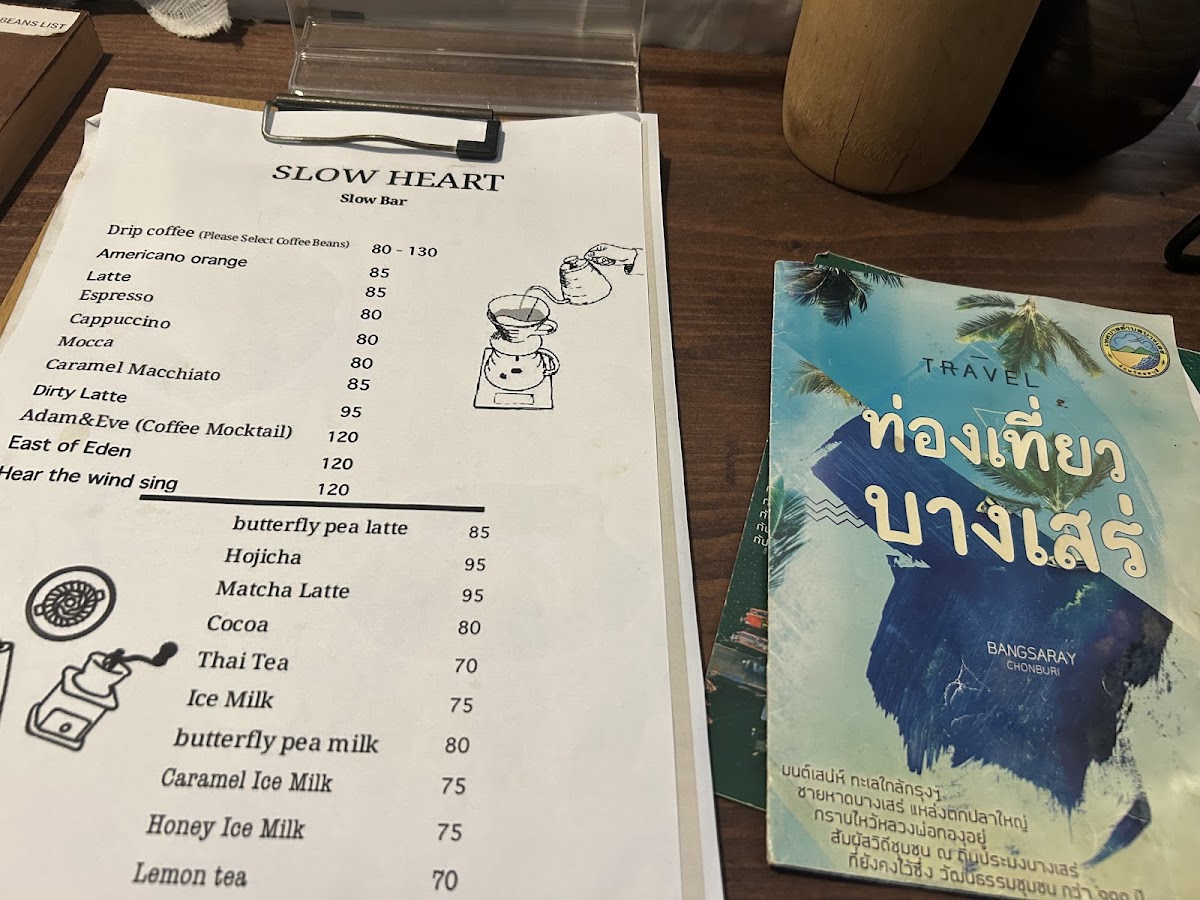 BEANS LIST
SLOW HEART
Slow Bar
Drip coffee (Please Select Coffee Beans) 80 - 130
Americano orange 85
Latte 85
Espresso 80
Cappuccino 80
Mocca 80
Caramel Macchiato 85
Dirty Latte 95
Adam&Eve (Coffee Mocktail) 120
East of Eden 120
Hear the wind sing 120
butterfly pea latte 85
Hojicha 95
Matcha Latte 95
Cocoa 80
Thai Tea 70
Ice Milk 75
butterfly pea milk 80
Caramel Ice Milk 75
Honey Ice Milk 75
Lemon tea 70
TRAVEL
ท่องเที่ยว
บางเสร่
BANGSARAY
CHONBURI
มนต์เสน่ห์ ทะเลใกล้กรุงฯ
ชายหาดบางเสร่ แหล่งตกปลาใหญ่
กราบไหว้หลวงพ่อทองอยู่
สัมผัสวิถีชุมชน ณ ถิ่นประมงบางเสร่
ที่ยังคงไว้ซึ่ง วัฒนธรรมชุมชน กว่า ๑๐๐ ปี